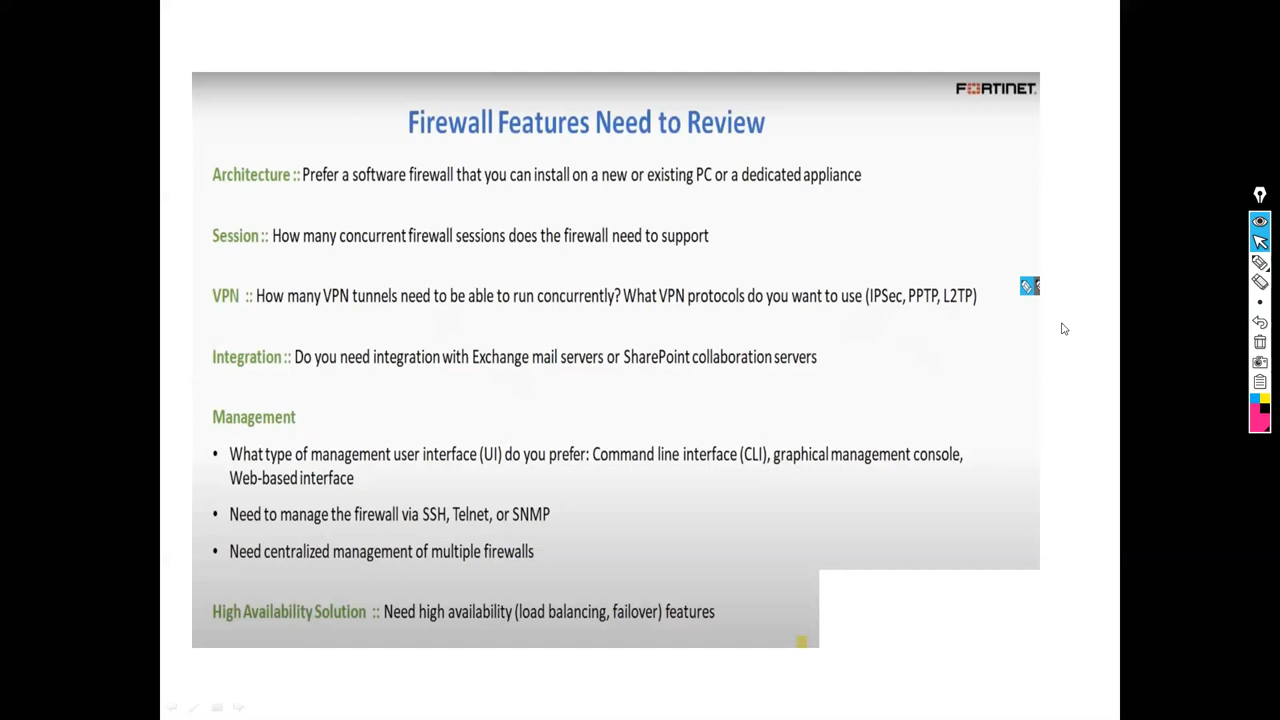 FORTINET
Firewall Features Need to Review
Architecture :: Prefer a software firewall that you can install on a new or existing PC or a dedicated appliance
Session :: How many concurrent firewall sessions does the firewall need to support
VPN :: How many VPN tunnels need to be able to run concurrently? What VPN protocols do you want to use (IPSec, PPTP, L2TP)
Integration :: Do you need integration with Exchange mail servers or SharePoint collaboration servers
Management
• What type of management user interface (UI) do you prefer: Command line interface (CLI), graphical management console,
Web-based interface
• Need to manage the firewall via SSH, Telnet, or SNMP
• Need centralized management of multiple firewalls
High Availability Solution :: Need high availability (load balancing, failover) features